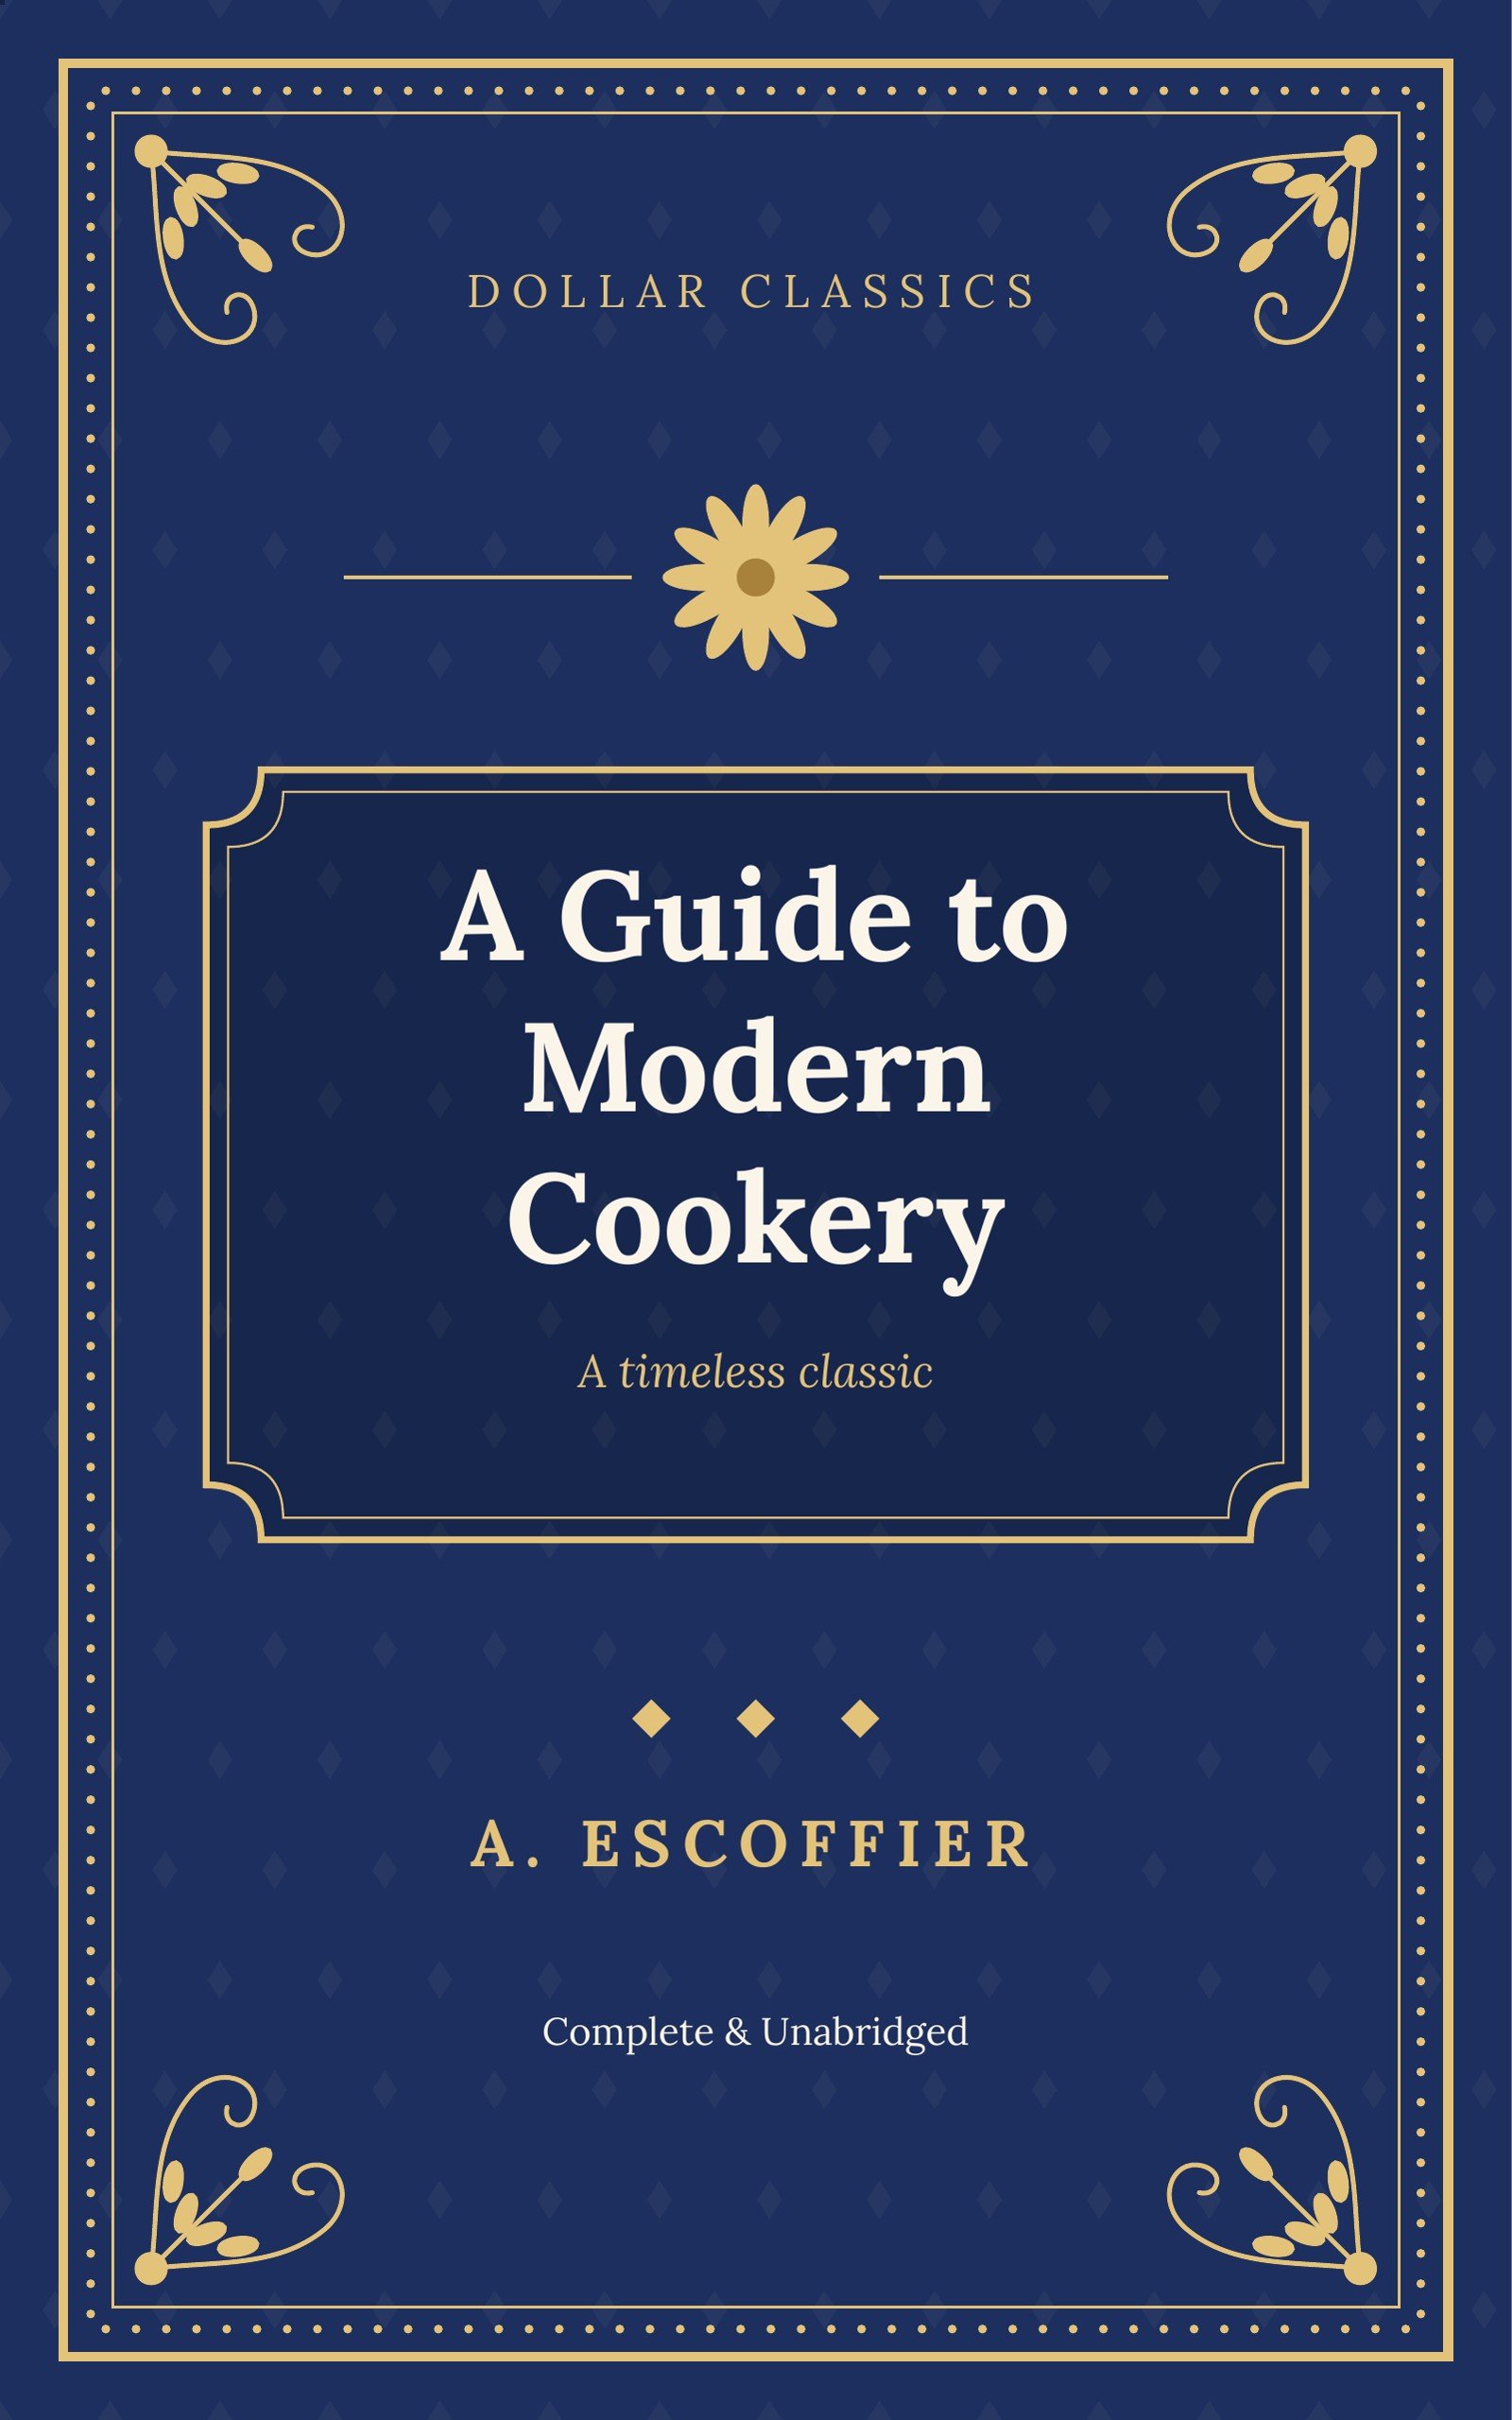 DOLLAR CLASSICS
A Guide to
Modern
Cookery
A timeless classic
A. ESCOFFIER
Complete & Unabridged